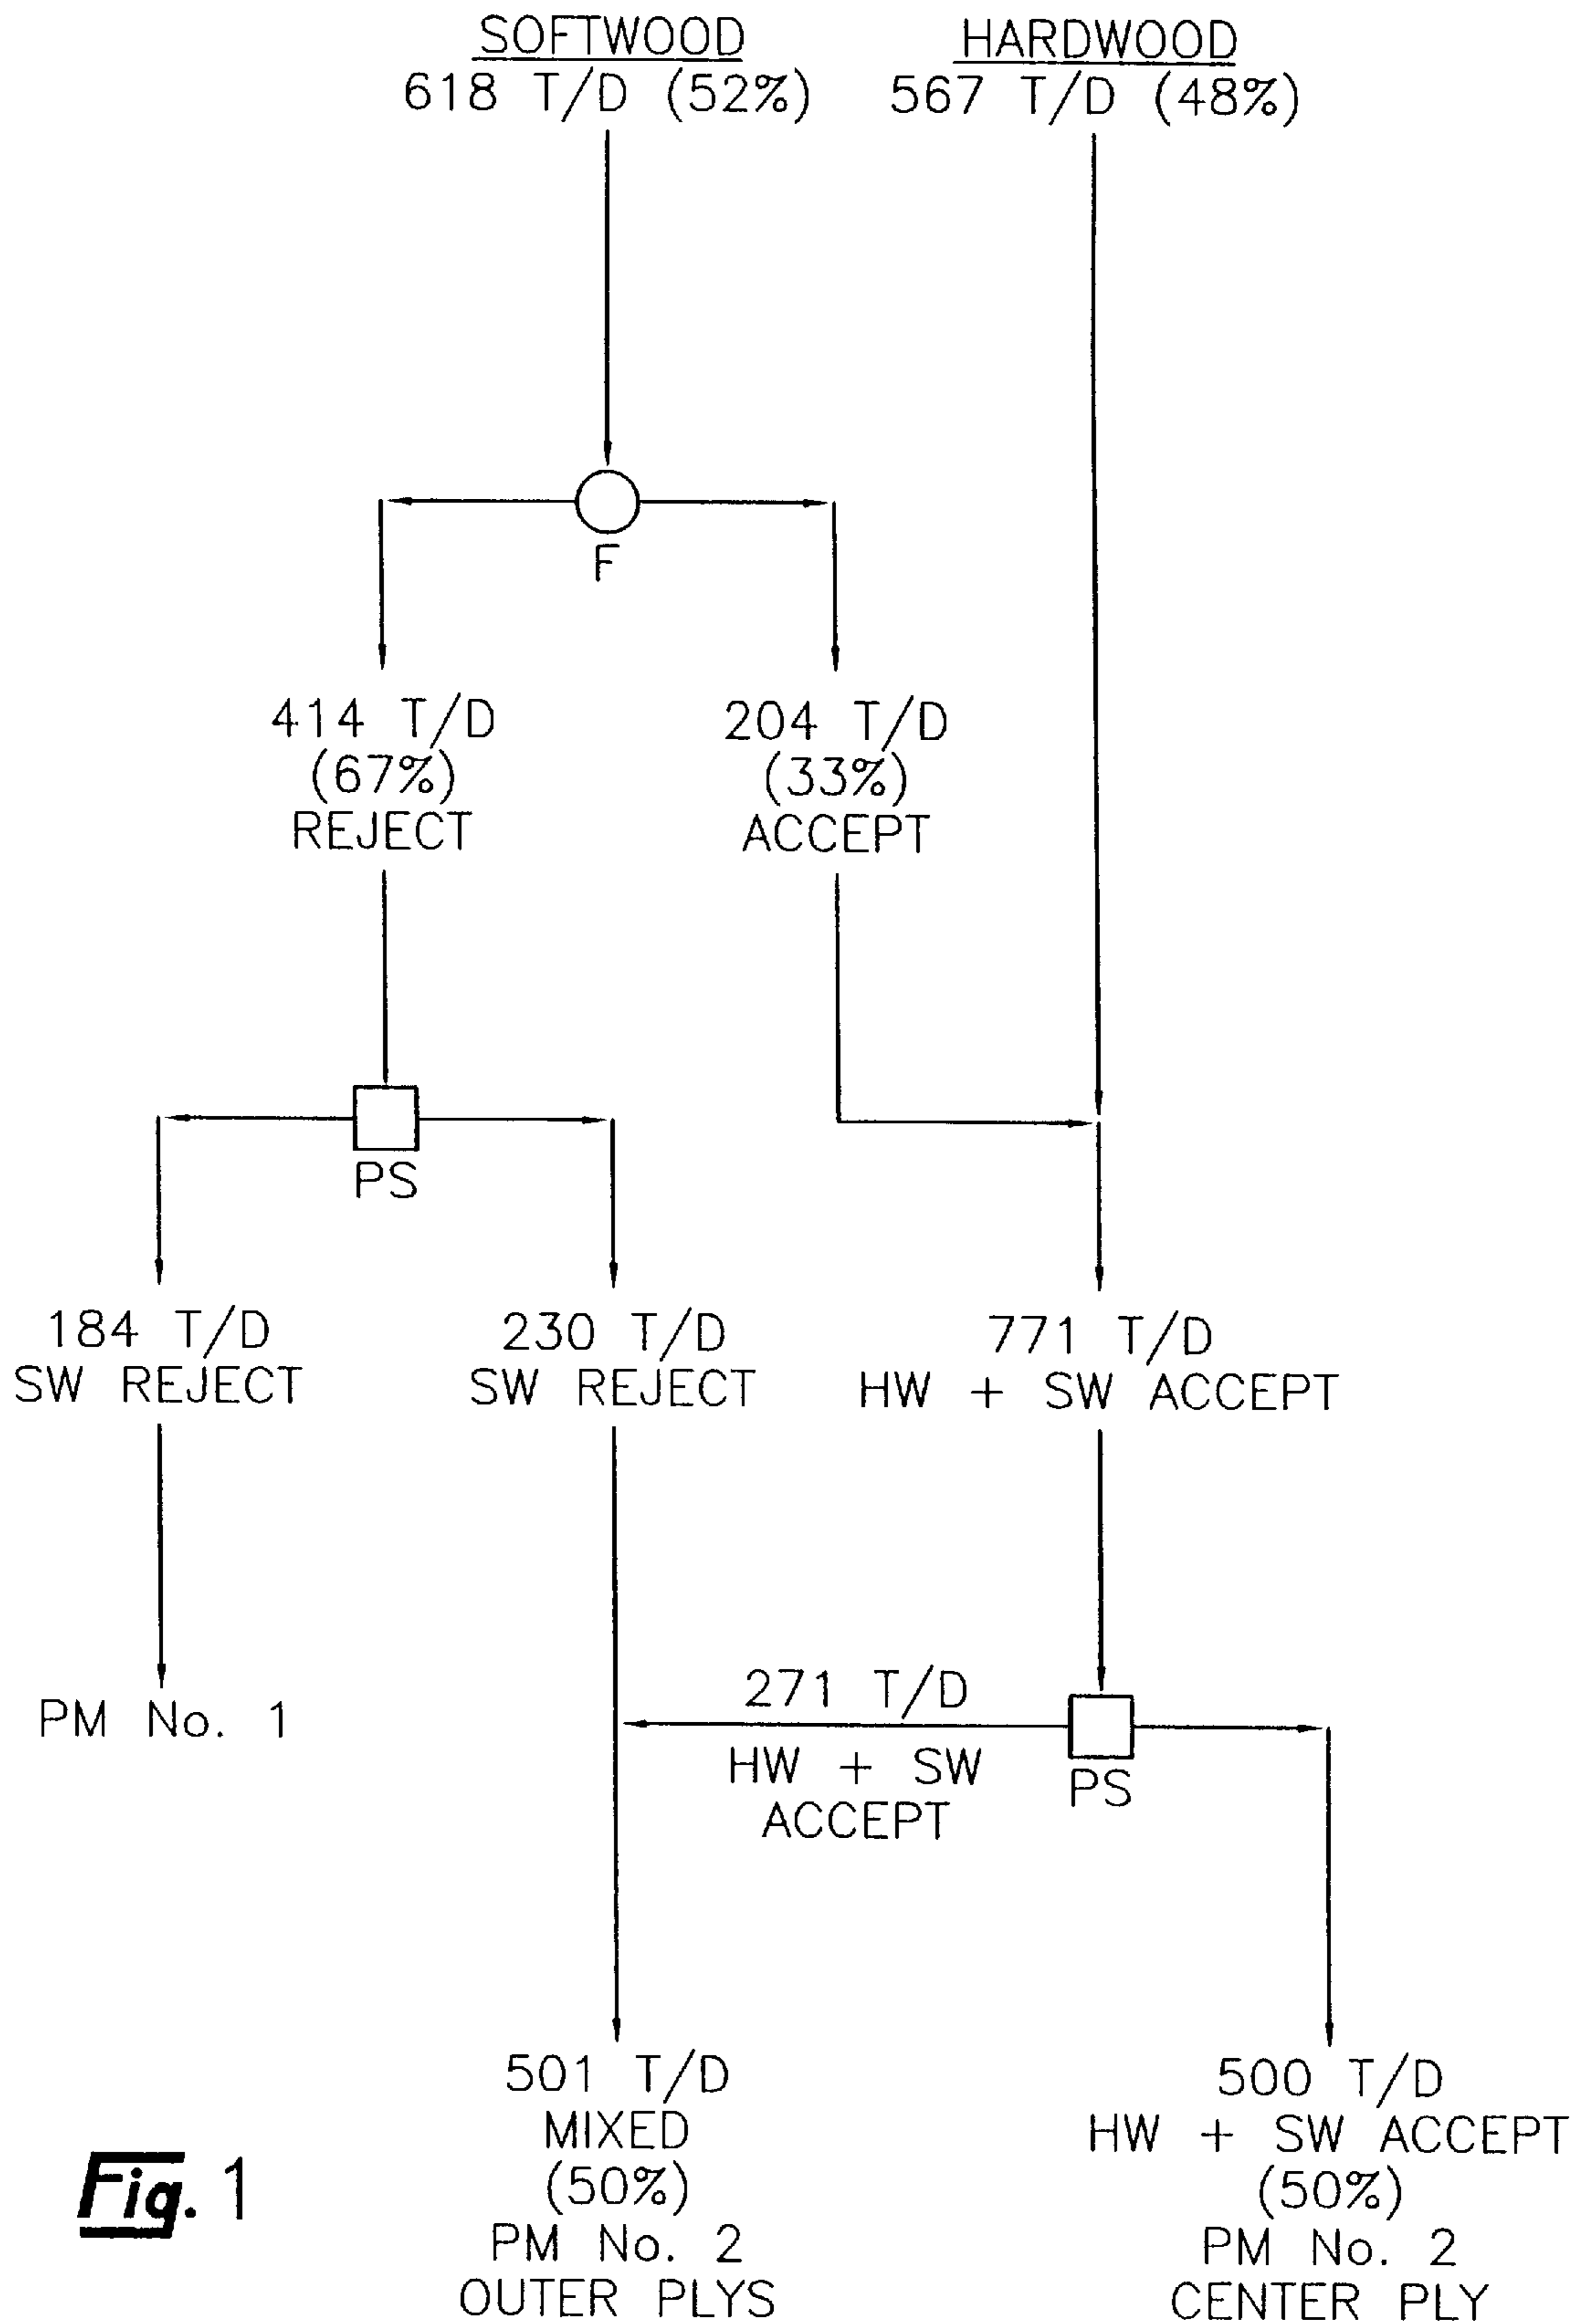 SOFTWOOD
618 T/D (52%)
HARDWOOD
567 T/D (48%)
F
414 T/D
(67%)
REJECT
204 T/D
(33%)
ACCEPT
PS
184 T/D
SW REJECT
230 T/D
SW REJECT
771 T/D
HW + SW ACCEPT
PM No. 1
271 T/D
HW + SW
ACCEPT
PS
501 T/D
MIXED
(50%)
PM No. 2
OUTER PLYS
500 T/D
HW + SW ACCEPT
(50%)
PM No. 2
CENTER PLY
Fig. 1